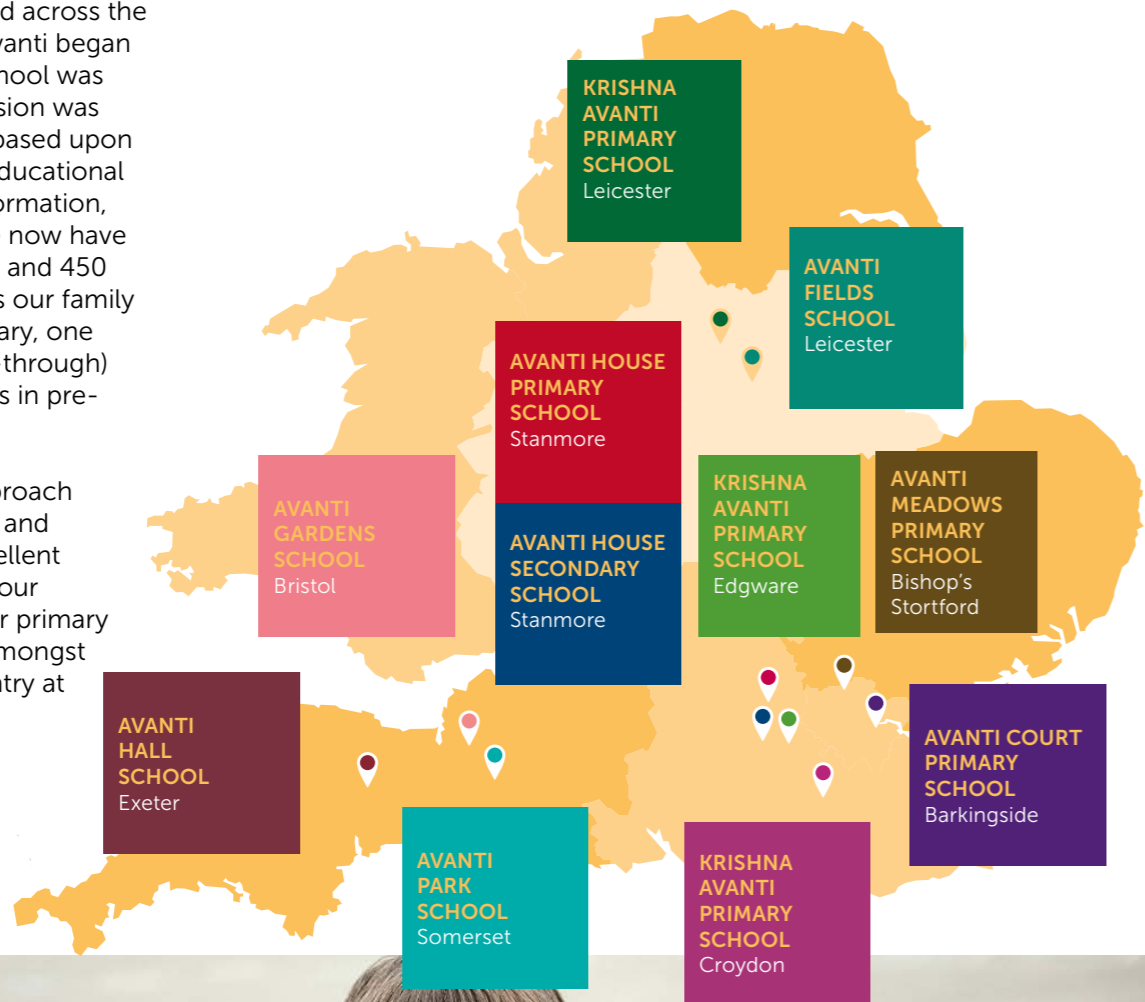 d across the
vanti began
hool was
sion was
based upon
ducational
ormation,
now have
and 450
s our family
ary, one
-through)
s in pre-
proach
and
ellent
our
r primary
mongst
ntry at
KRISHNA
AVANTI
PRIMARY
SCHOOL
Leicester
AVANTI
FIELDS
SCHOOL
Leicester
AVANTI HOUSE
PRIMARY
SCHOOL
Stanmore
AVANTI HOUSE
SECONDARY
SCHOOL
Stanmore
AVANTI
GARDENS
SCHOOL
Bristol
KRISHNA
AVANTI
PRIMARY
SCHOOL
Edgware
AVANTI
MEADOWS
PRIMARY
SCHOOL
Bishop's
Stortford
AVANTI
HALL
SCHOOL
Exeter
AVANTI COURT
PRIMARY
SCHOOL
Barkingside
AVANTI
PARK
SCHOOL
Somerset
KRISHNA
AVANTI
PRIMARY
SCHOOL
Croydon